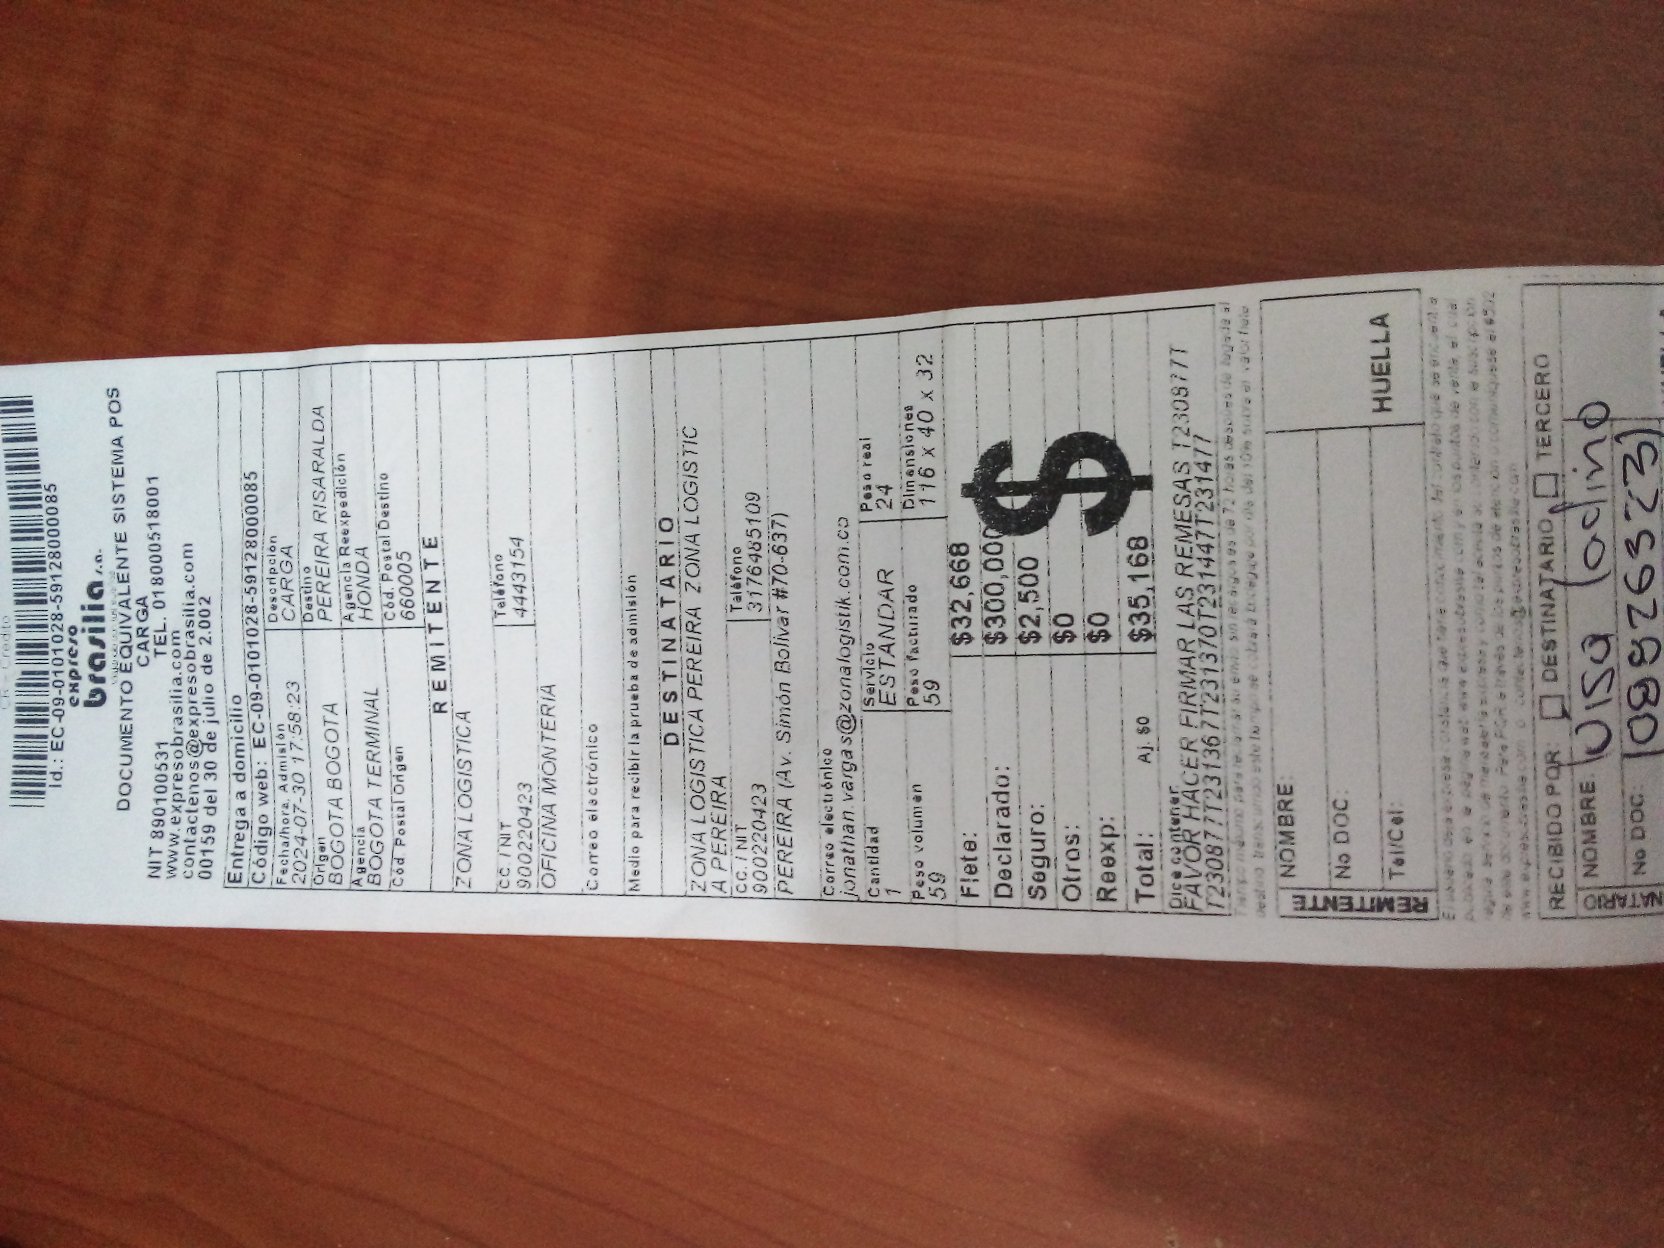 Id.: EC-09-0101028-59128000085
expreso
brasilia s.a.
DOCUMENTO EQUIVALENTE SISTEMA POS
CARGA
NIT 890100531 TEL. 018000518001
www.expresobrasilia.com
contactenos@expresobrasilia.com
00159 del 30 de julio de 2.002
Entrega a domicilio
Código web: EC-09-0101028-59128000085
Fecha/hora. Admisión Descripción
2024-07-30 17:58:23 CARGA
Origen Destino
BOGOTA BOGOTA PEREIRA RISARALDA
Agencia Agencia Reexpedición
BOGOTA TERMINAL HONDA
Cód Postal Origen Cód. Postal Destino
660005
REMITENTE
ZONA LOGISTICA
CC. / NIT Teléfono
900220423 4443154
OFICINA MONTERIA
Correo electrónico
Medio para recibir la prueba de admisión
DESTINATARIO
ZONA LOGISTICA PEREIRA ZONA LOGISTIC
A PEREIRA
CC. / NIT Teléfono
900220423 3176485109
PEREIRA (Av. Simón Bolivar #70-637)
Correo electrónico
jonathan.vargas@zonalogistik.com.co
Cantidad Servicio Peso real
1 ESTANDAR 24
Peso volumen Peso facturado Dimensiones
59 59 116 x 40 x 32
Flete: $32,668
Declarado: $300,000
Seguro: $2,500
Otros: $0
Reexp: $0
Total: Aj. $0 $35,168
$
Dice contener
FAVOR HACER FIRMAR LAS REMESAS T230877T
T230877T231367T231370T231447T231477
REMITENTE
NOMBRE:
No DOC:
Tel/Cel:
HUELLA
RECIBIDO POR DESTINATARIO TERCERO
NOMBRE:
No DOC: 1088263231